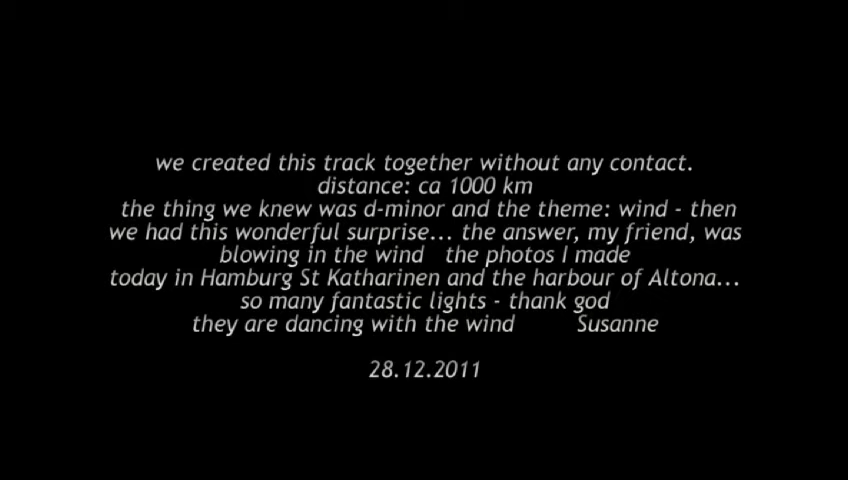 we created this track together without any contact.
distance: ca 1000 km
the thing we knew was d-minor and the theme: wind - then
we had this wonderful surprise... the answer, my friend, was
blowing in the wind the photos I made
today in Hamburg St Katharinen and the harbour of Altona...
so many fantastic lights - thank god
they are dancing with the wind Susanne
28.12.2011